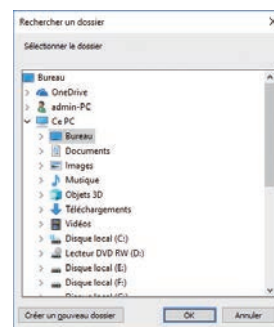 Rechercher un dossier
Sélectionner le dossier
Bureau
OneDrive
admin-PC
Ce PC
Bureau
Documents
Images
Musique
Objets 3D
Téléchargements
Vidéos
Disque local (C:)
Lecteur DVD RW (D:)
Disque local (E:)
Disque local (F:)
Créer un nouveau dossier
OK
Annuler